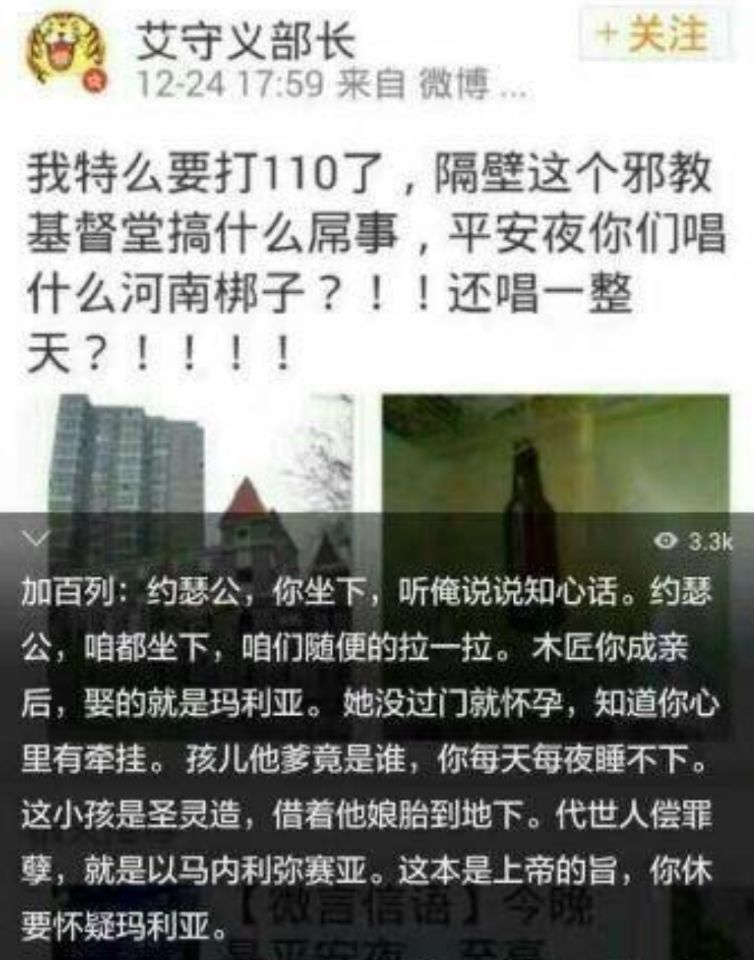 艾守义部长
+关注
12-24 17:59 来自 微博 ...
我特么要打110了，隔壁这个邪教
基督堂搞什么屌事，平安夜你们唱
什么河南梆子？！！还唱一整
天？！！！！
3.3k
加百列：约瑟公，你坐下，听俺说说知心话。约瑟
公，咱都坐下，咱们随便的拉一拉。 木匠你成亲
后，娶的就是玛利亚。 她没过门就怀孕，知道你心
里有牵挂。 孩儿他爹竟是谁，你每天每夜睡不下。
这小孩是圣灵造，借着他娘胎到地下。代世人偿罪
孽，就是以马内利弥赛亚。这本是上帝的旨，你休
要怀疑玛利亚。
【微言信语】今晚
是平安夜